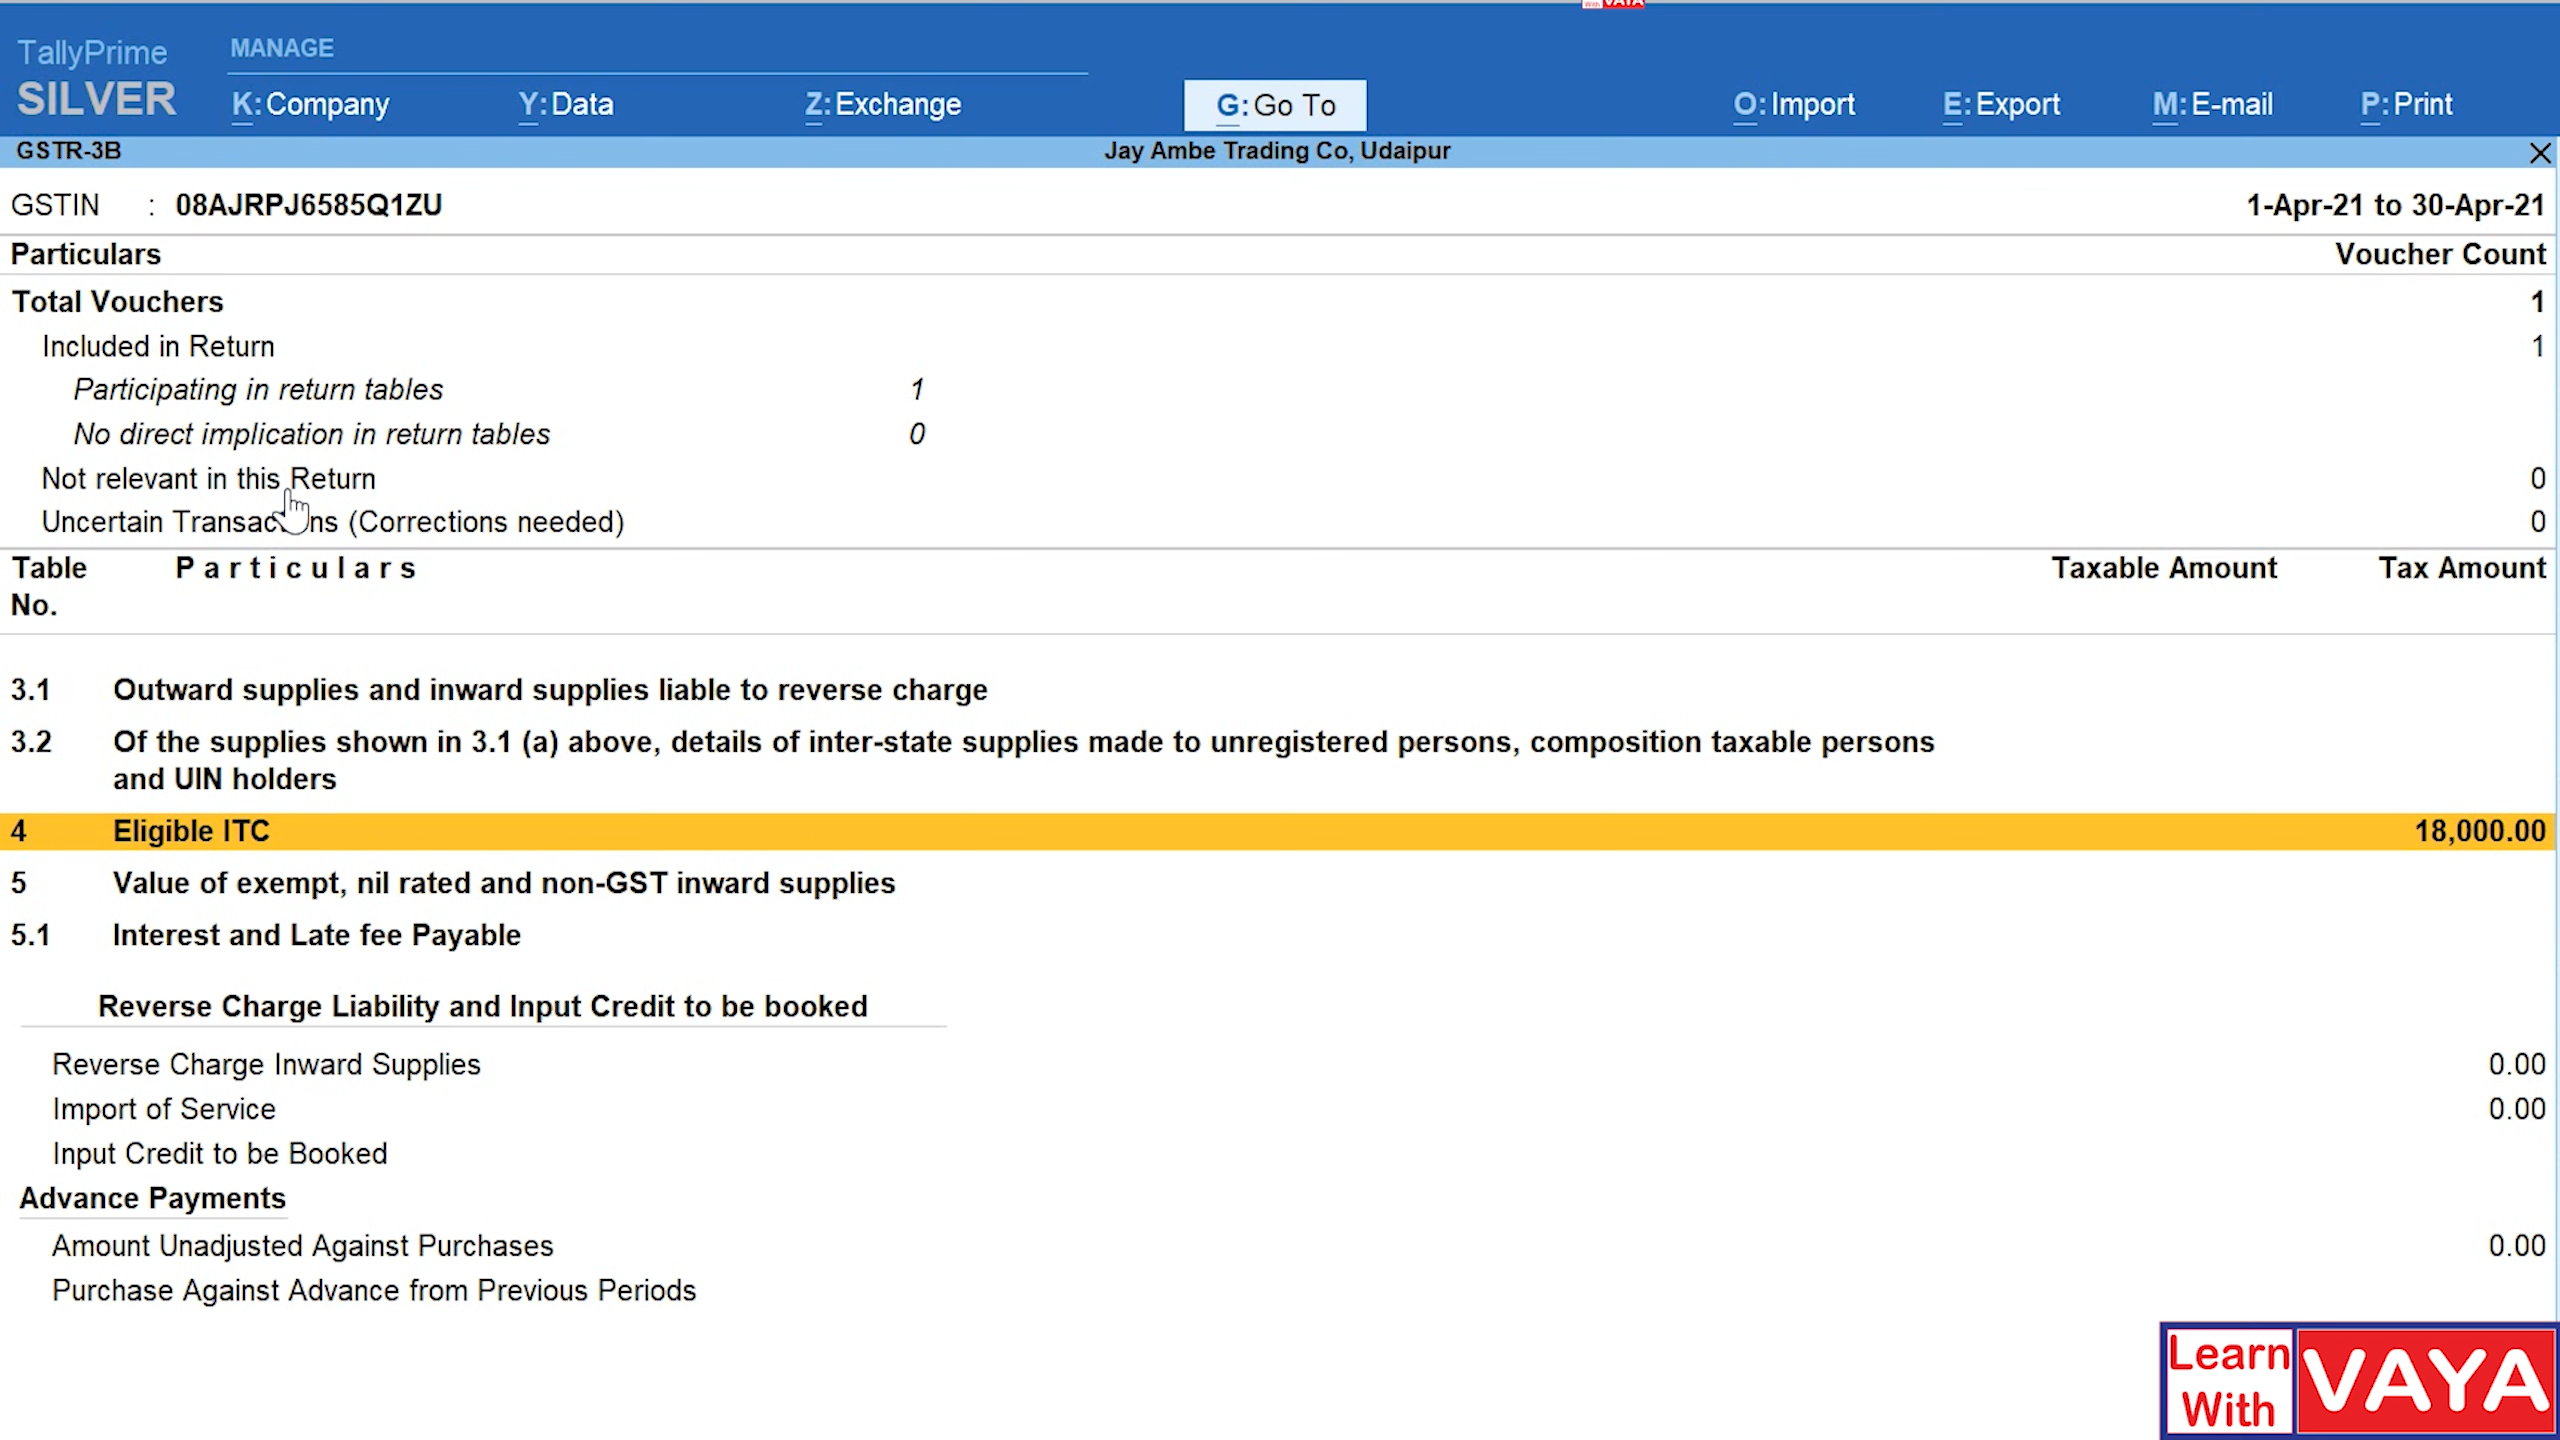 With VAYA
TallyPrime
SILVER
MANAGE
K: Company Y: Data Z: Exchange G: Go To O: Import E: Export M: E-mail P: Print
GSTR-3B Jay Ambe Trading Co, Udaipur
GSTIN : 08AJRPJ6585Q1ZU 1-Apr-21 to 30-Apr-21
Particulars Voucher Count
Total Vouchers 1
Included in Return 1
Participating in return tables 1
No direct implication in return tables 0
Not relevant in this Return 0
Uncertain Transac ns (Corrections needed) 0
Table Particulars Taxable Amount Tax Amount
No.
3.1 Outward supplies and inward supplies liable to reverse charge
3.2 Of the supplies shown in 3.1 (a) above, details of inter-state supplies made to unregistered persons, composition taxable persons
and UIN holders
4 Eligible ITC 18,000.00
5 Value of exempt, nil rated and non-GST inward supplies
5.1 Interest and Late fee Payable
Reverse Charge Liability and Input Credit to be booked
Reverse Charge Inward Supplies 0.00
Import of Service 0.00
Input Credit to be Booked
Advance Payments
Amount Unadjusted Against Purchases 0.00
Purchase Against Advance from Previous Periods
Learn
With VAYA